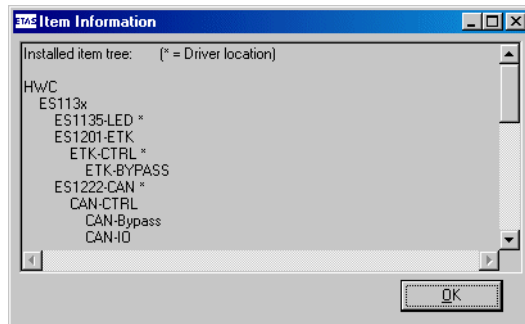 ETAS Item Information
Installed item tree: (* = Driver location)
HWC
ES113x
ES1135-LED *
ES1201-ETK
ETK-CTRL *
ETK-BYPASS
ES1222-CAN *
CAN-CTRL
CAN-Bypass
CAN-IO
OK